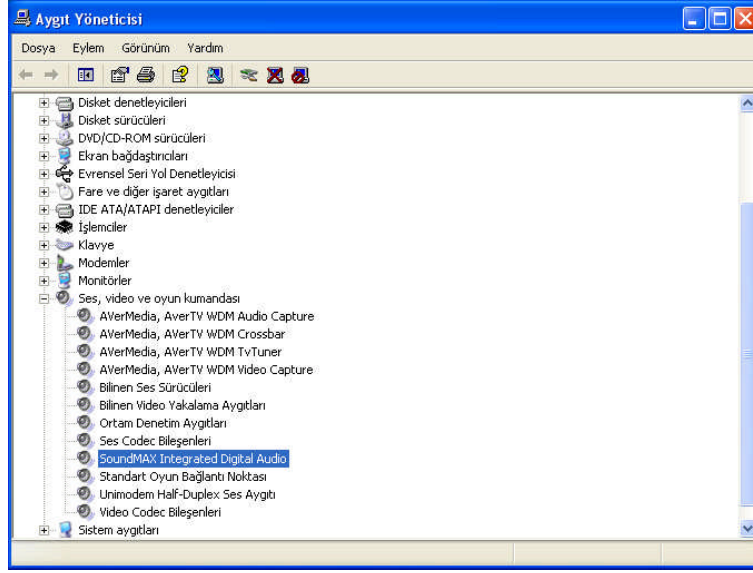 Aygıt Yöneticisi
Dosya Eylem Görünüm Yardım
Disket denetleyicileri
Disket sürücüleri
DVD/CD-ROM sürücüleri
Ekran bağdaştırıcıları
Evrensel Seri Yol Denetleyicisi
Fare ve diğer işaret aygıtları
IDE ATA/ATAPI denetleyiciler
İşlemciler
Klavye
Modemler
Monitörler
Ses, video ve oyun kumandası
AVerMedia, AverTV WDM Audio Capture
AVerMedia, AVerTV WDM Crossbar
AVerMedia, AVerTV WDM TvTuner
AVerMedia, AVerTV WDM Video Capture
Bilinen Ses Sürücüleri
Bilinen Video Yakalama Aygıtları
Ortam Denetim Aygıtları
Ses Codec Bileşenleri
SoundMAX Integrated Digital Audio
Standart Oyun Bağlantı Noktası
Unimodem Half-Duplex Ses Aygıtı
Video Codec Bileşenleri
Sistem aygıtları